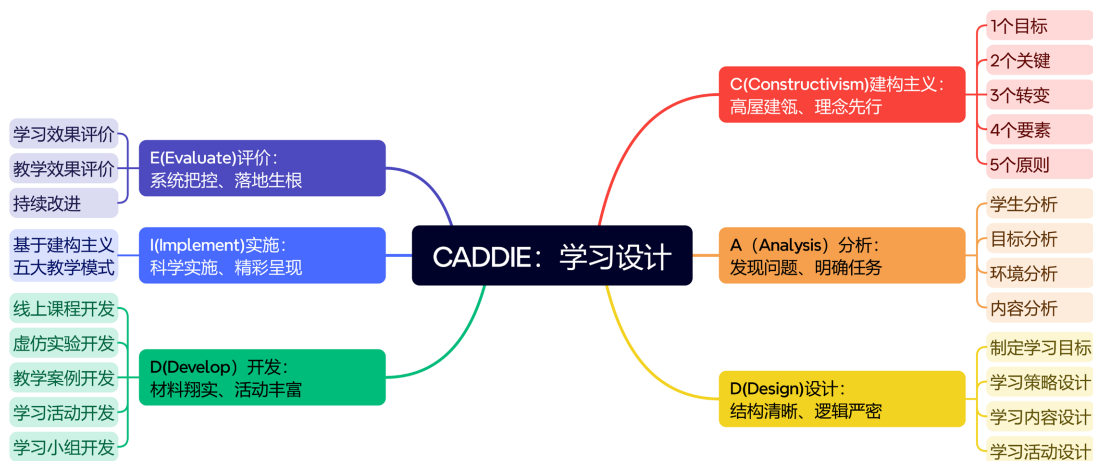 CADDIE：学习设计
C(Constructivism)建构主义：
高屋建瓴、理念先行
1个目标
2个关键
3个转变
4个要素
5个原则
A（Analysis）分析：
发现问题、明确任务
学生分析
目标分析
环境分析
内容分析
D(Design)设计：
结构清晰、逻辑严密
制定学习目标
学习策略设计
学习内容设计
学习活动设计
D(Develop）开发：
材料翔实、活动丰富
线上课程开发
虚仿实验开发
教学案例开发
学习活动开发
学习小组开发
I(Implement)实施：
科学实施、精彩呈现
基于建构主义
五大教学模式
E(Evaluate)评价：
系统把控、落地生根
学习效果评价
教学效果评价
持续改进